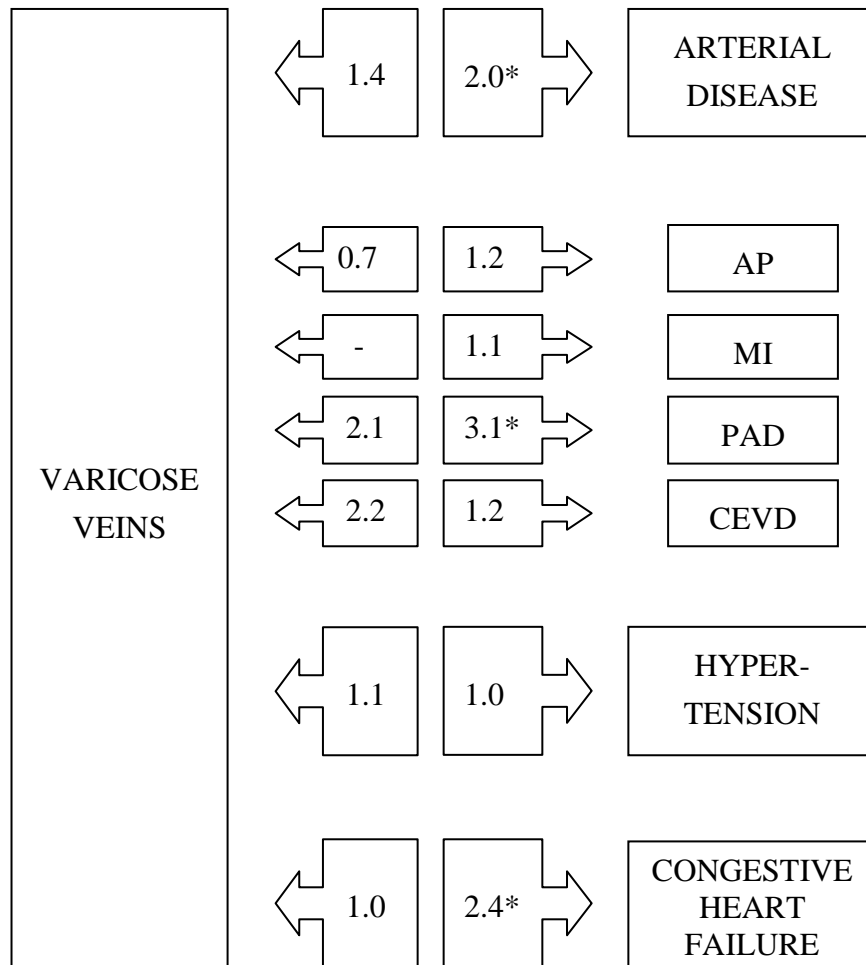 1.4
2.0*
ARTERIAL
DISEASE
0.7
1.2
AP
-
1.1
MI
2.1
3.1*
PAD
VARICOSE
VEINS
2.2
1.2
CEVD
1.1
1.0
HYPER-
TENSION
1.0
2.4*
CONGESTIVE
HEART
FAILURE